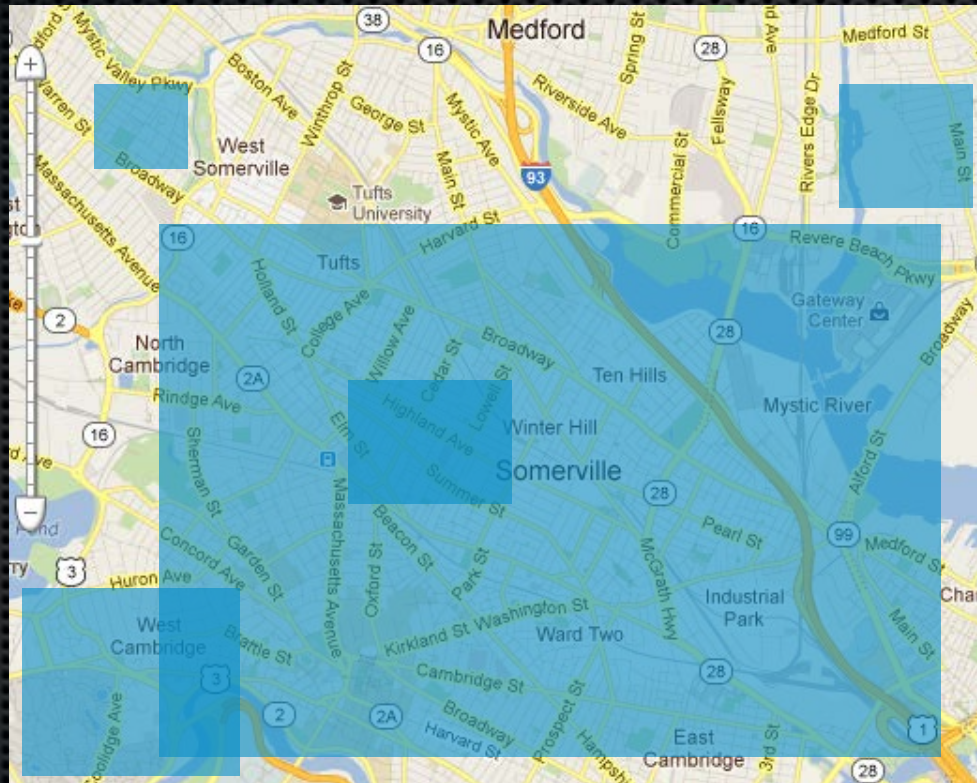 38
Medford
16
28
Medford St
Mystic Valley Pkwy
Boston Ave
Winthrop St
George St
Mystic Ave
Riverside Ave
Spring St
Fellsway
Rivers Edge Dr
Warren St
West
Somerville
Main St
Commercial St
Main St
Massachusetts Avenue
Broadway
93
Tufts
University
16
Harvard St
16
Revere Beach Pkwy
Holland St
Tufts
College Ave
Willow Ave
Cedar St
Lowell St
Broadway
28
Gateway
Center
Broadway
2
North
Cambridge
2A
Rindge Ave
Ten Hills
Mystic River
Highland Ave
Elm St
Winter Hill
16
Sherman St
Somerville
Summer St
Alford St
28
Massachusetts Avenue
Beacon St
Pearl St
99
Medford St
Pond
3
Concord Ave
Garden St
Oxford St
Park St
McGrath Hwy
Huron Ave
Industrial
Park
Main St
West
Cambridge
Brattle St
Kirkland St
Washington St
Ward Two
3
Cambridge St
28
Coolidge Ave
2
2A
Broadway
Harvard St
Prospect St
East
Cambridge
3rd St
1
28